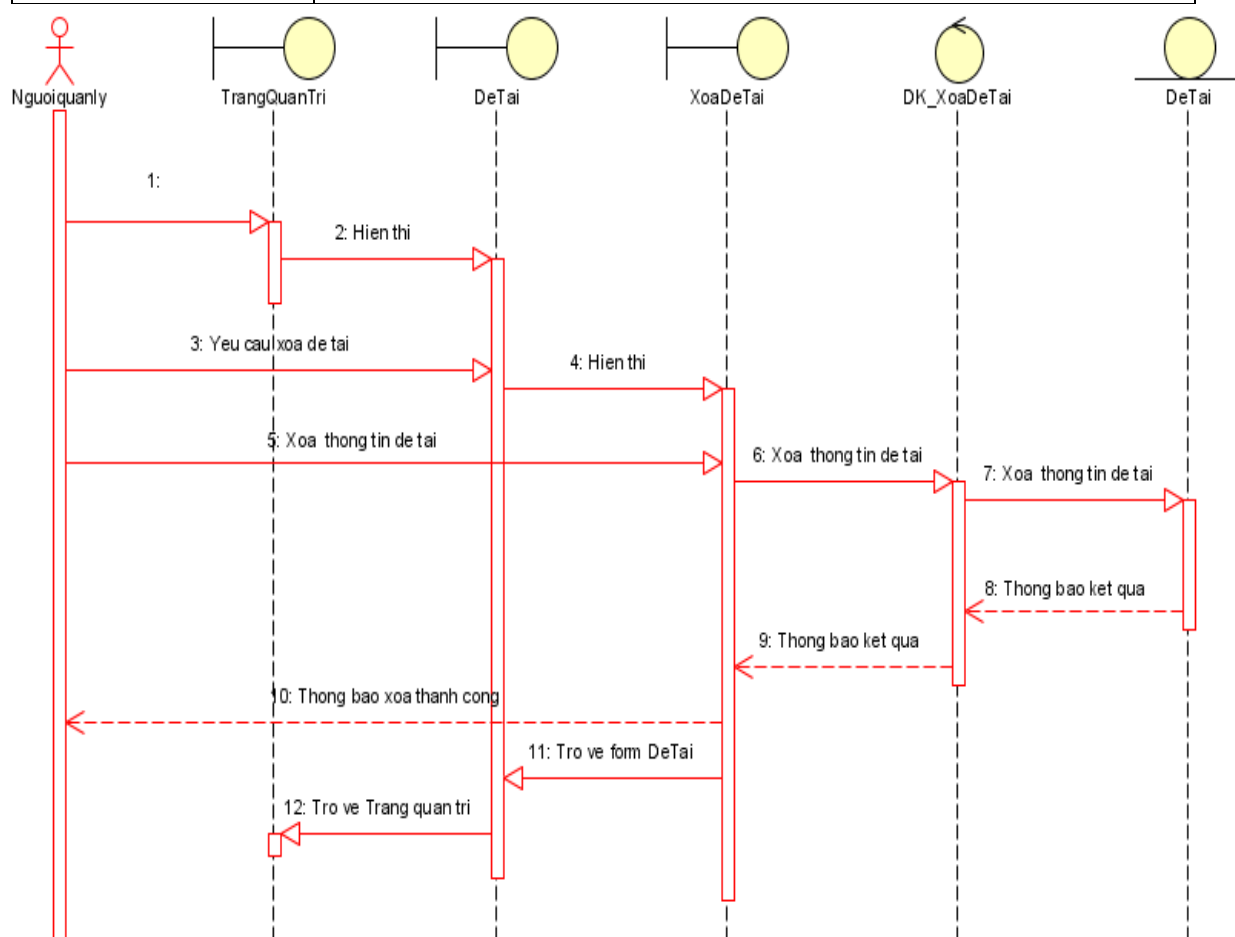 Nguoiquanly
TrangQuanTri
DeTai
XoaDeTai
DK_XoaDeTai
DeTai
1:
2: Hien thi
3: Yeu cau xoa de tai
4: Hien thi
5: Xoa thong tin de tai
6: Xoa thong tin de tai
7: Xoa thong tin de tai
8: Thong bao ket qua
9: Thong bao ket qua
10: Thong bao xoa thanh cong
11: Tro ve form DeTai
12: Tro ve Trang quan tri